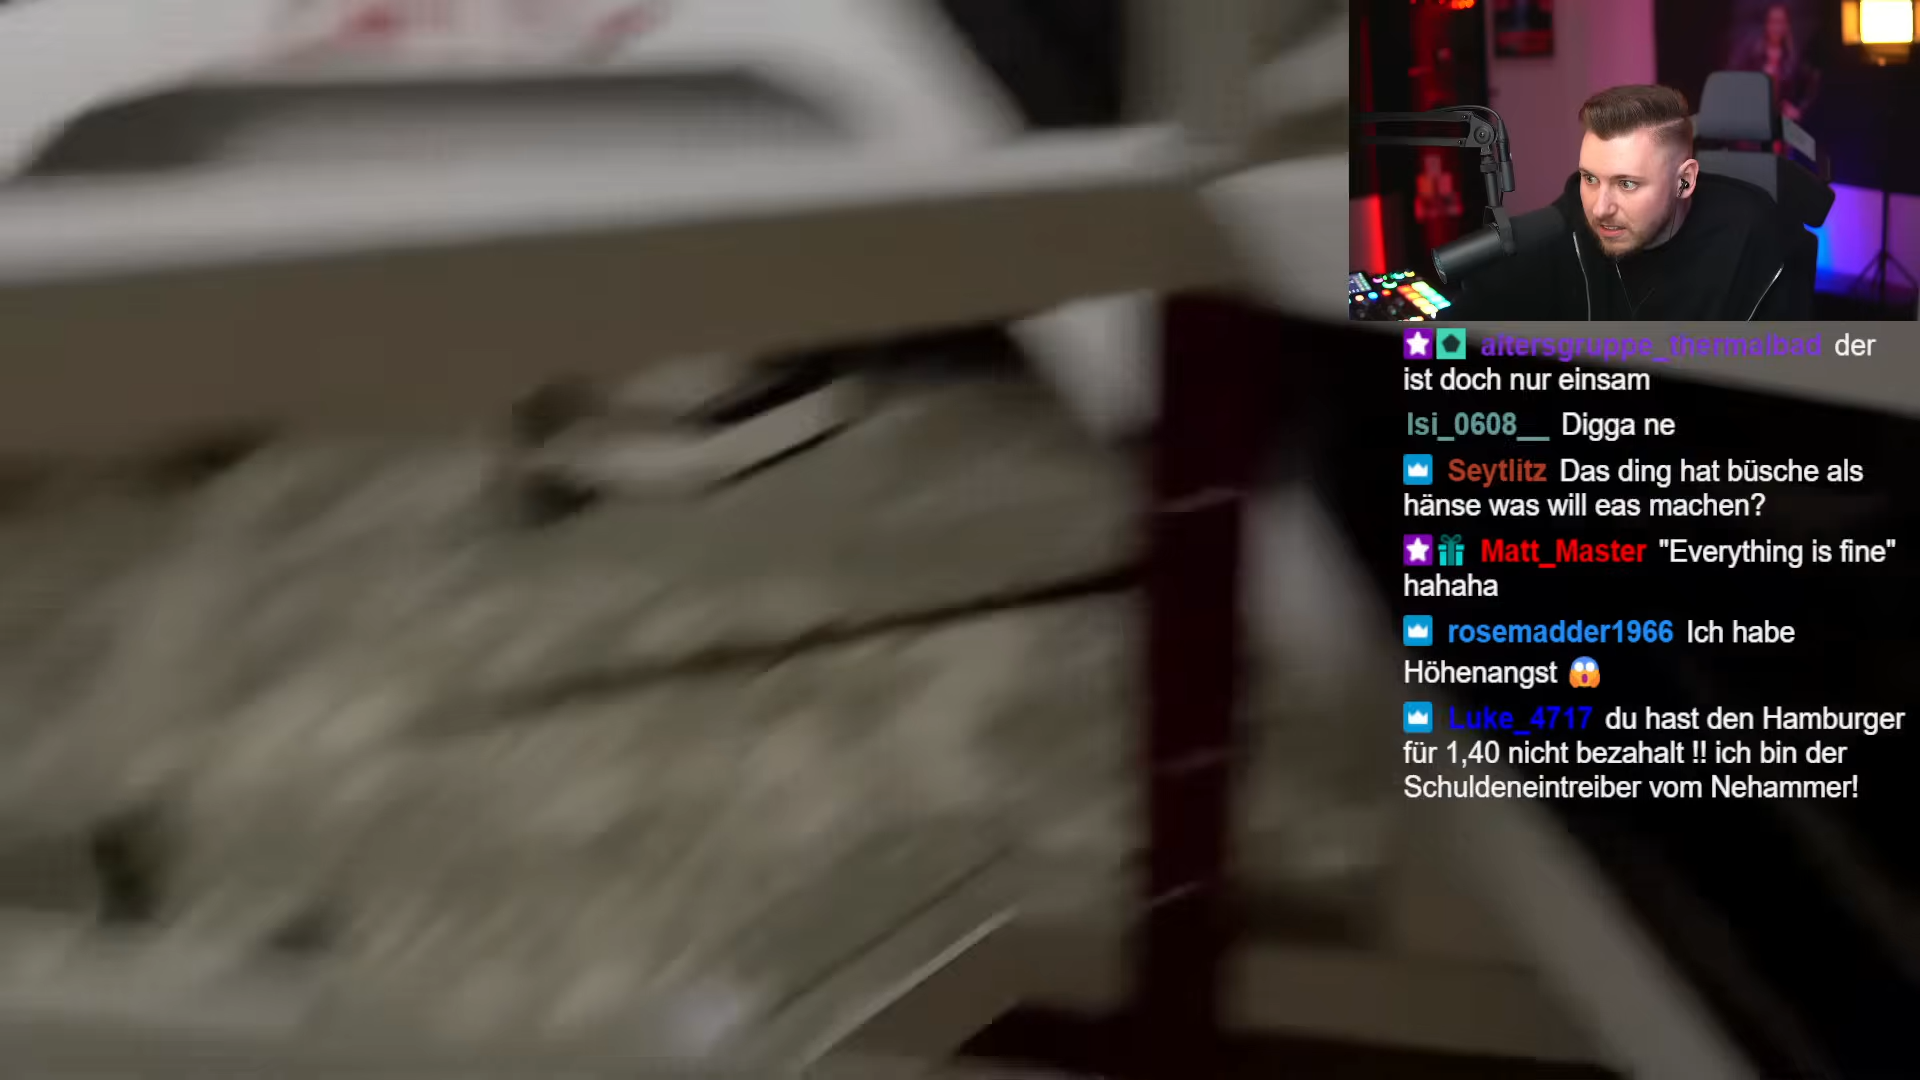 altersgruppe_thermalbad der
ist doch nur einsam
Isi_0608__ Digga ne
Seytlitz Das ding hat büsche als
hänse was will eas machen?
Matt_Master "Everything is fine"
hahaha
rosemadder1966 Ich habe
Höhenangst 😱
Luke_4717 du hast den Hamburger
für 1,40 nicht bezahlt !! ich bin der
Schuldeneintreiber vom Nehammer!